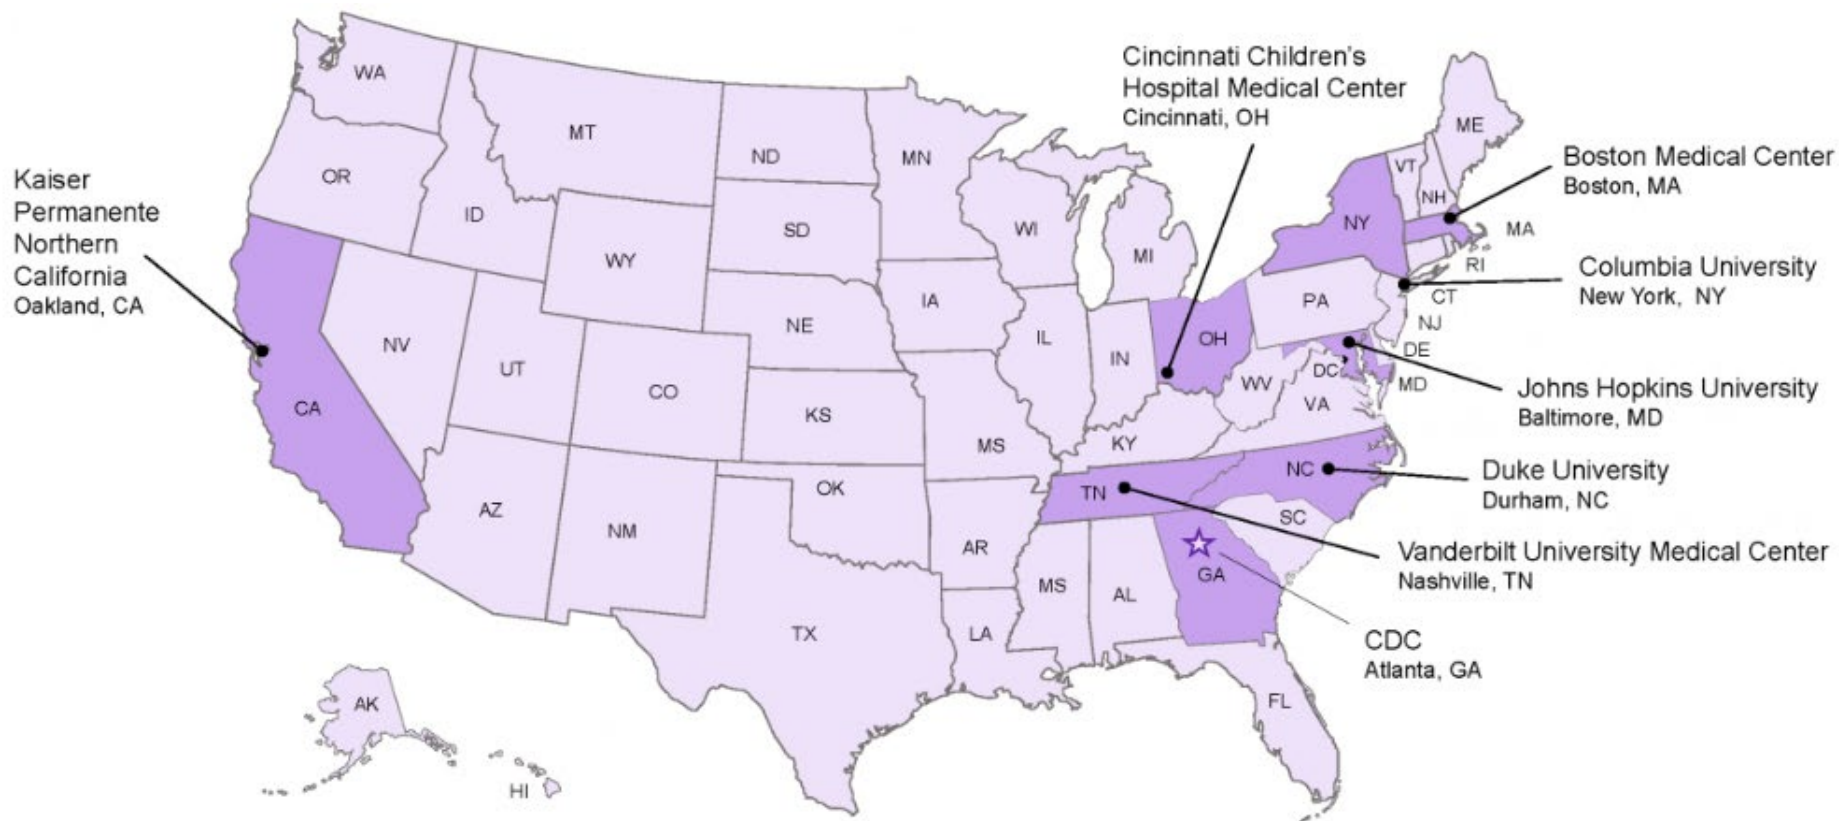 Cincinnati Children's
Hospital Medical Center
Cincinnati, OH
Boston Medical Center
Boston, MA
Columbia University
New York, NY
Johns Hopkins University
Baltimore, MD
Duke University
Durham, NC
Vanderbilt University Medical Center
Nashville, TN
CDC
Atlanta, GA
Kaiser
Permanente
Northern
California
Oakland, CA
WA
OR
CA
ID
NV
MT
WY
UT
AZ
CO
NM
ND
SD
NE
KS
OK
TX
MN
IA
MS
AR
LA
WI
IL
MI
IN
OH
KY
TN
MS
AL
GA
FL
SC
NC
VA
WV
DC
MD
DE
PA
NJ
NY
CT
RI
MA
VT
NH
ME
AK
HI